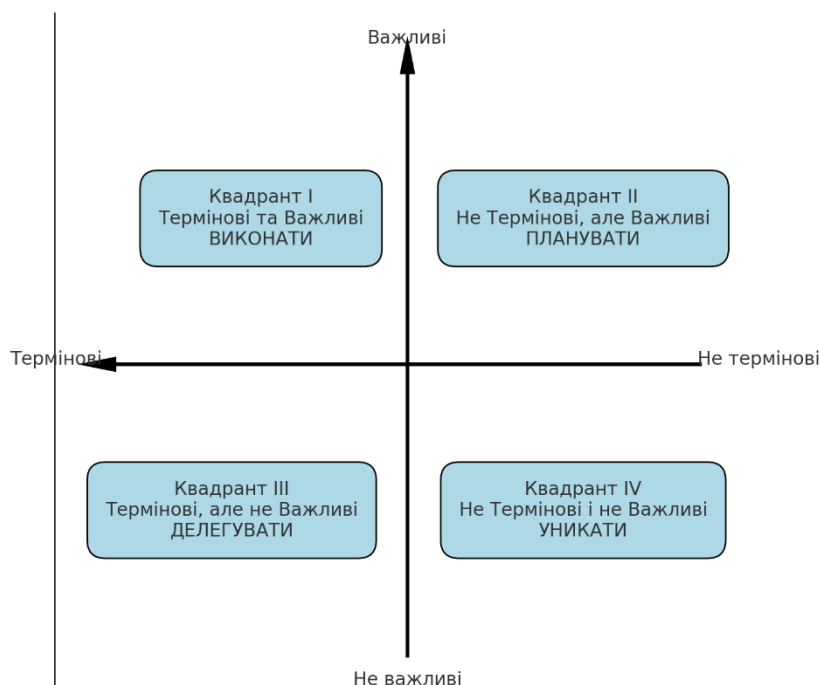 Важливі
Квадрант I
Термінові та Важливі
ВИКОНАТИ
Квадрант II
Не Термінові, але Важливі
ПЛАНУВАТИ
Термінові
Не термінові
Квадрант III
Термінові, але не Важливі
ДЕЛЕГУВАТИ
Квадрант IV
Не Термінові і не Важливі
УНИКАТИ
Не важливі